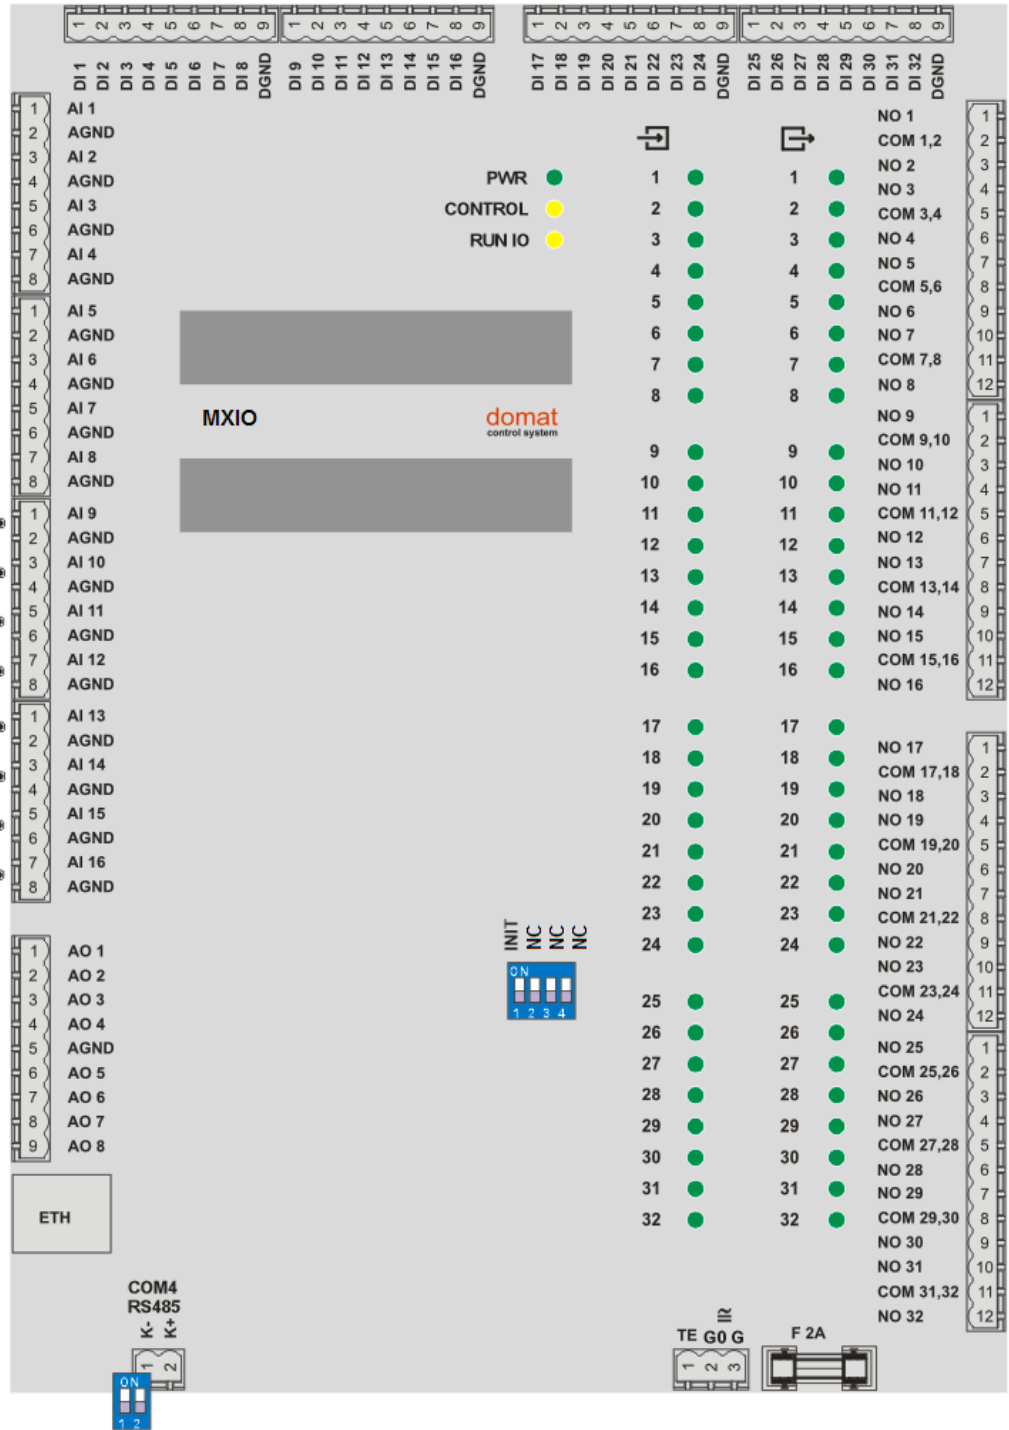 1 2 3 4 5 6 7 8 9 1 2 3 4 5 6 7 8 9 1 2 3 4 5 6 7 8 9 1 2 3 4 5 6 7 8 9
DI 1 DI 2 DI 3 DI 4 DI 5 DI 6 DI 7 DI 8 DGND DI 9 DI 10 DI 11 DI 12 DI 13 DI 14 DI 15 DI 16 DGND DI 17 DI 18 DI 19 DI 20 DI 21 DI 22 DI 23 DI 24 DGND DI 25 DI 26 DI 27 DI 28 DI 29 DI 30 DI 31 DI 32 DGND
1 AI 1
2 AGND
3 AI 2
4 AGND
5 AI 3
6 AGND
7 AI 4
8 AGND
1 AI 5
2 AGND
3 AI 6
4 AGND
5 AI 7
6 AGND
7 AI 8
8 AGND
1 AI 9
2 AGND
3 AI 10
4 AGND
5 AI 11
6 AGND
7 AI 12
8 AGND
1 AI 13
2 AGND
3 AI 14
4 AGND
5 AI 15
6 AGND
7 AI 16
8 AGND
1 AO 1
2 AO 2
3 AO 3
4 AO 4
5 AGND
6 AO 5
7 AO 6
8 AO 7
9 AO 8
ETH
COM4
RS485
K- K+
1 2
ON
1 2
PWR
CONTROL
RUN IO
MXIO
domat
control system
INIT NC NC NC
ON
1 2 3 4
1 1
2 2
3 3
4 4
5 5
6 6
7 7
8 8
9 9
10 10
11 11
12 12
13 13
14 14
15 15
16 16
17 17
18 18
19 19
20 20
21 21
22 22
23 23
24 24
25 25
26 26
27 27
28 28
29 29
30 30
31 31
32 32
≅
TE G0 G
1 2 3
F 2A
NO 1 1
COM 1,2 2
NO 2 3
NO 3 4
COM 3,4 5
NO 4 6
NO 5 7
COM 5,6 8
NO 6 9
NO 7 10
COM 7,8 11
NO 8 12
NO 9 1
COM 9,10 2
NO 10 3
NO 11 4
COM 11,12 5
NO 12 6
NO 13 7
COM 13,14 8
NO 14 9
NO 15 10
COM 15,16 11
NO 16 12
NO 17 1
COM 17,18 2
NO 18 3
NO 19 4
COM 19,20 5
NO 20 6
NO 21 7
COM 21,22 8
NO 22 9
NO 23 10
COM 23,24 11
NO 24 12
NO 25 1
COM 25,26 2
NO 26 3
NO 27 4
COM 27,28 5
NO 28 6
NO 29 7
COM 29,30 8
NO 30 9
NO 31 10
COM 31,32 11
NO 32 12